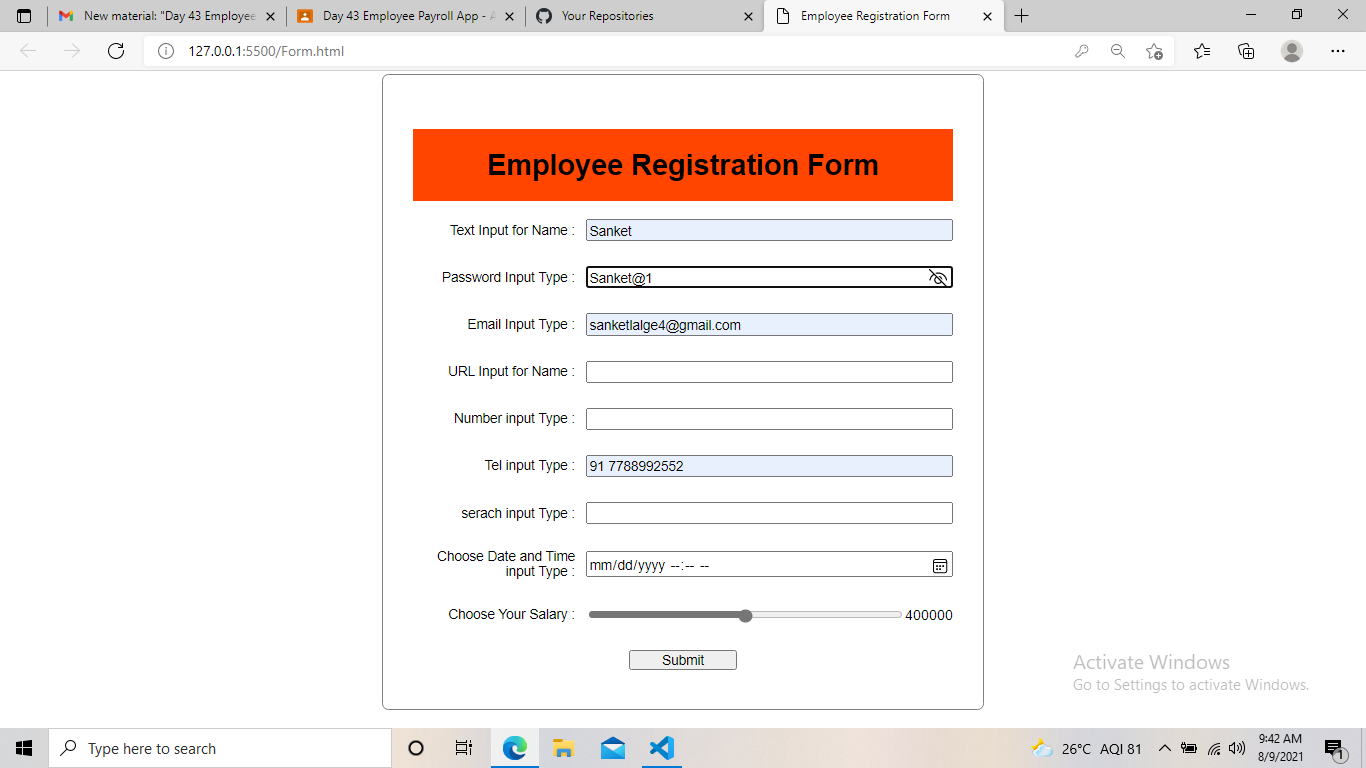 New material: "Day 43 Employee
Day 43 Employee Payroll App - A
Your Repositories
Employee Registration Form
127.0.0.1:5500/Form.html
Employee Registration Form
Text Input for Name : Sanket
Password Input Type : Sanket@1
Email Input Type : sanketlalge4@gmail.com
URL Input for Name :
Number input Type :
Tel input Type : 91 7788992552
serach input Type :
Choose Date and Time
input Type : mm/dd/yyyy --:-- --
Choose Your Salary : 400000
Submit
Activate Windows
Go to Settings to activate Windows.
Type here to search
26°C AQI 81
9:42 AM
8/9/2021
1